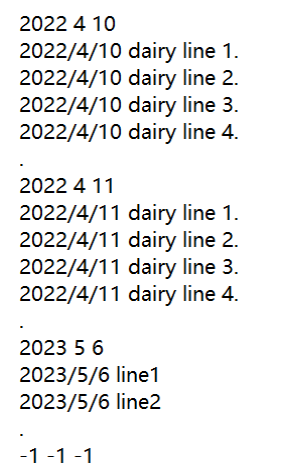 2022 4 10
2022/4/10 dairy line 1.
2022/4/10 dairy line 2.
2022/4/10 dairy line 3.
2022/4/10 dairy line 4.
.
2022 4 11
2022/4/11 dairy line 1.
2022/4/11 dairy line 2.
2022/4/11 dairy line 3.
2022/4/11 dairy line 4.
.
2023 5 6
2023/5/6 line1
2023/5/6 line2
.
-1 -1 -1